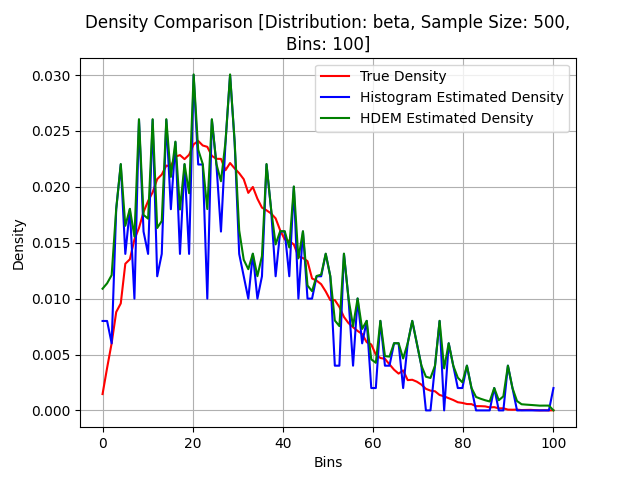 Density Comparison [Distribution: beta, Sample Size: 500,
Bins: 100]
True Density
Histogram Estimated Density
HDEM Estimated Density
Density
0.030
0.025
0.020
0.015
0.010
0.005
0.000
0
20
40
60
80
100
Bins